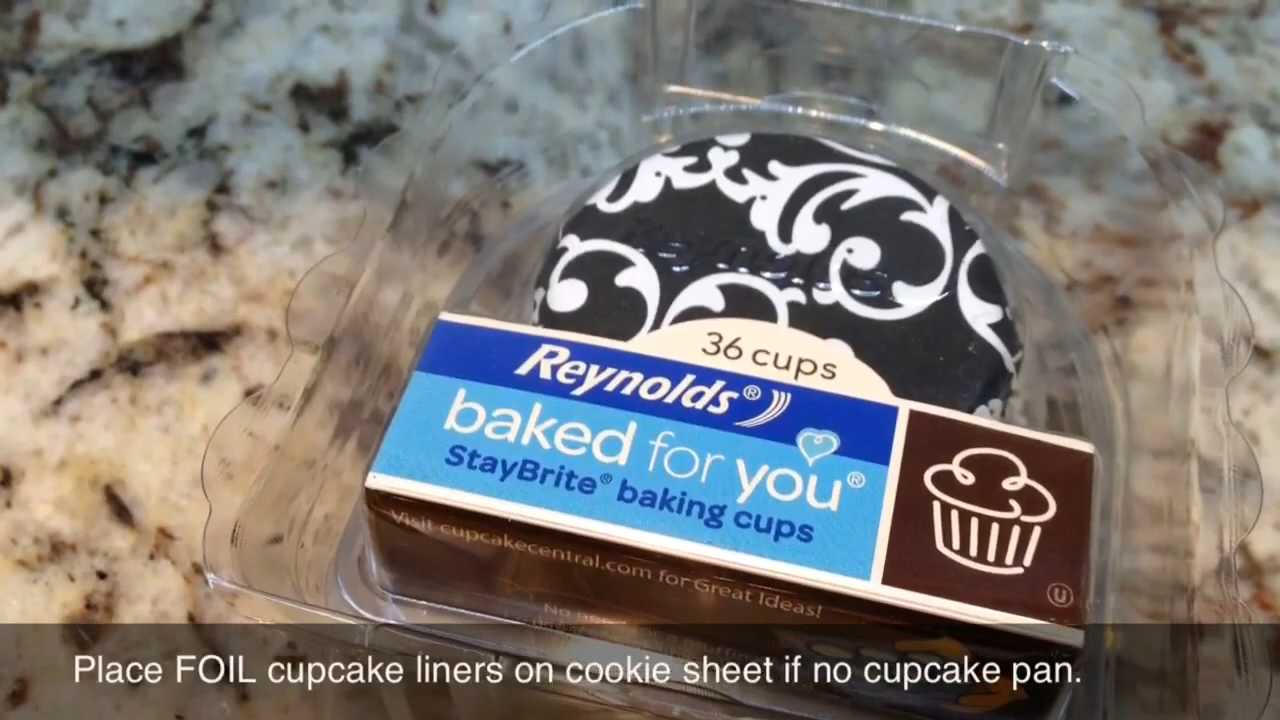 36 cups
Reynolds®
baked for you®
StayBrite® baking cups
Visit cupcakecentral.com for Great Ideas!
U
Place FOIL cupcake liners on cookie sheet if no cupcake pan.